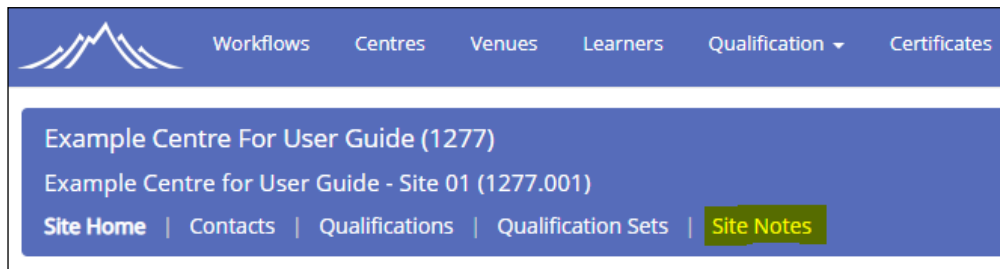 Workflows Centres Venues Learners Qualification Certificates
Example Centre For User Guide (1277)
Example Centre for User Guide - Site 01 (1277.001)
Site Home | Contacts | Qualifications | Qualification Sets | Site Notes